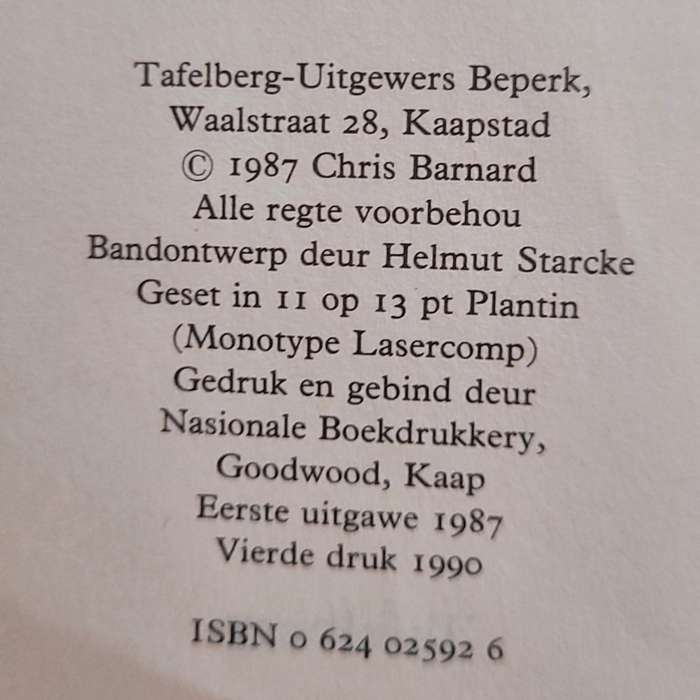 Tafelberg-Uitgewers Beperk,
Waalstraat 28, Kaapstad
© 1987 Chris Barnard
Alle regte voorbehou
Bandontwerp deur Helmut Starcke
Geset in 11 op 13 pt Plantin
(Monotype Lasercomp)
Gedruk en gebind deur
Nasionale Boekdrukkery,
Goodwood, Kaap
Eerste uitgawe 1987
Vierde druk 1990
ISBN 0 624 02592 6